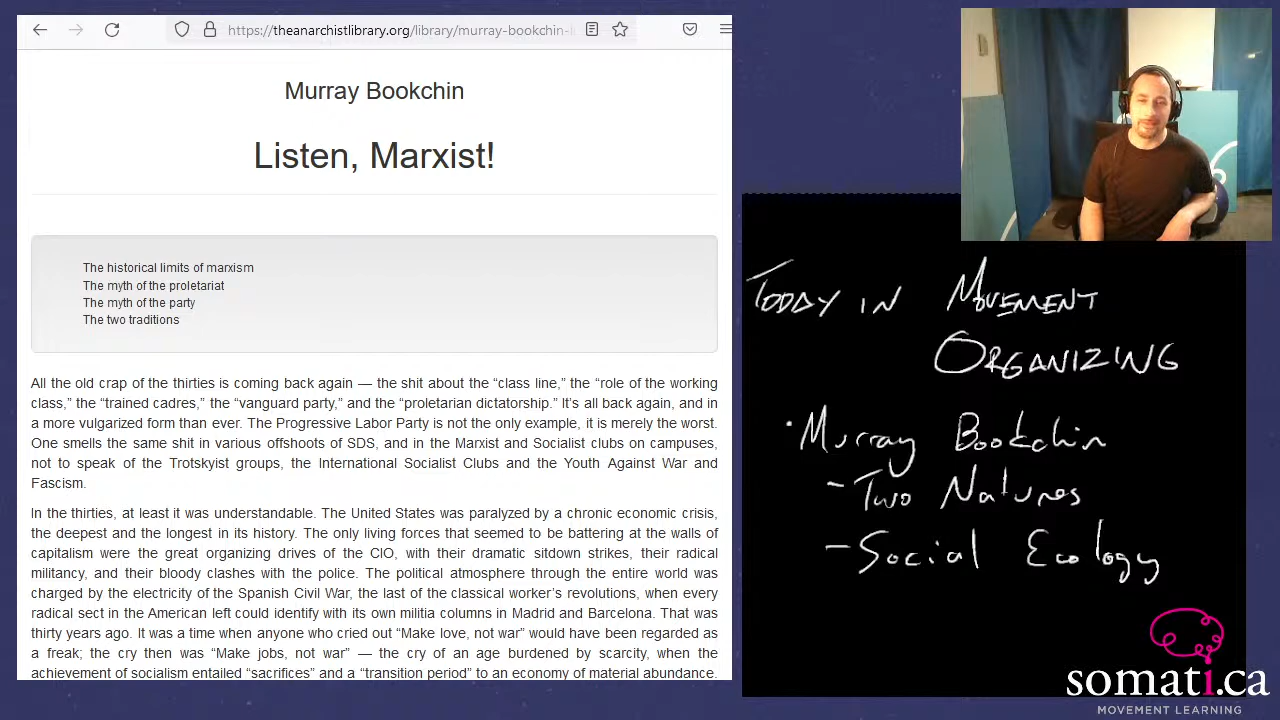 https://theanarchistlibrary.org/library/murray-bookchin-l
Murray Bookchin
Listen, Marxist!
The historical limits of marxism
The myth of the proletariat
The myth of the party
The two traditions
All the old crap of the thirties is coming back again — the shit about the “class line,” the “role of the working
class,” the “trained cadres,” the “vanguard party,” and the “proletarian dictatorship.” It’s all back again, and in
a more vulgarized form than ever. The Progressive Labor Party is not the only example, it is merely the worst.
One smells the same shit in various offshoots of SDS, and in the Marxist and Socialist clubs on campuses,
not to speak of the Trotskyist groups, the International Socialist Clubs and the Youth Against War and
Fascism.
In the thirties, at least it was understandable. The United States was paralyzed by a chronic economic crisis,
the deepest and the longest in its history. The only living forces that seemed to be battering at the walls of
capitalism were the great organizing drives of the CIO, with their dramatic sitdown strikes, their radical
militancy, and their bloody clashes with the police. The political atmosphere through the entire world was
charged by the electricity of the Spanish Civil War, the last of the classical worker’s revolutions, when every
radical sect in the American left could identify with its own militia columns in Madrid and Barcelona. That was
thirty years ago. It was a time when anyone who cried out “Make love, not war” would have been regarded as
a freak; the cry then was “Make jobs, not war” — the cry of an age burdened by scarcity, when the
achievement of socialism entailed “sacrifices” and a “transition period” to an economy of material abundance.
TODAY IN MOVEMENT
ORGANIZING
• Murray Bookchin
– Two Natures
– Social Ecology
somati.ca
MOVEMENT LEARNING